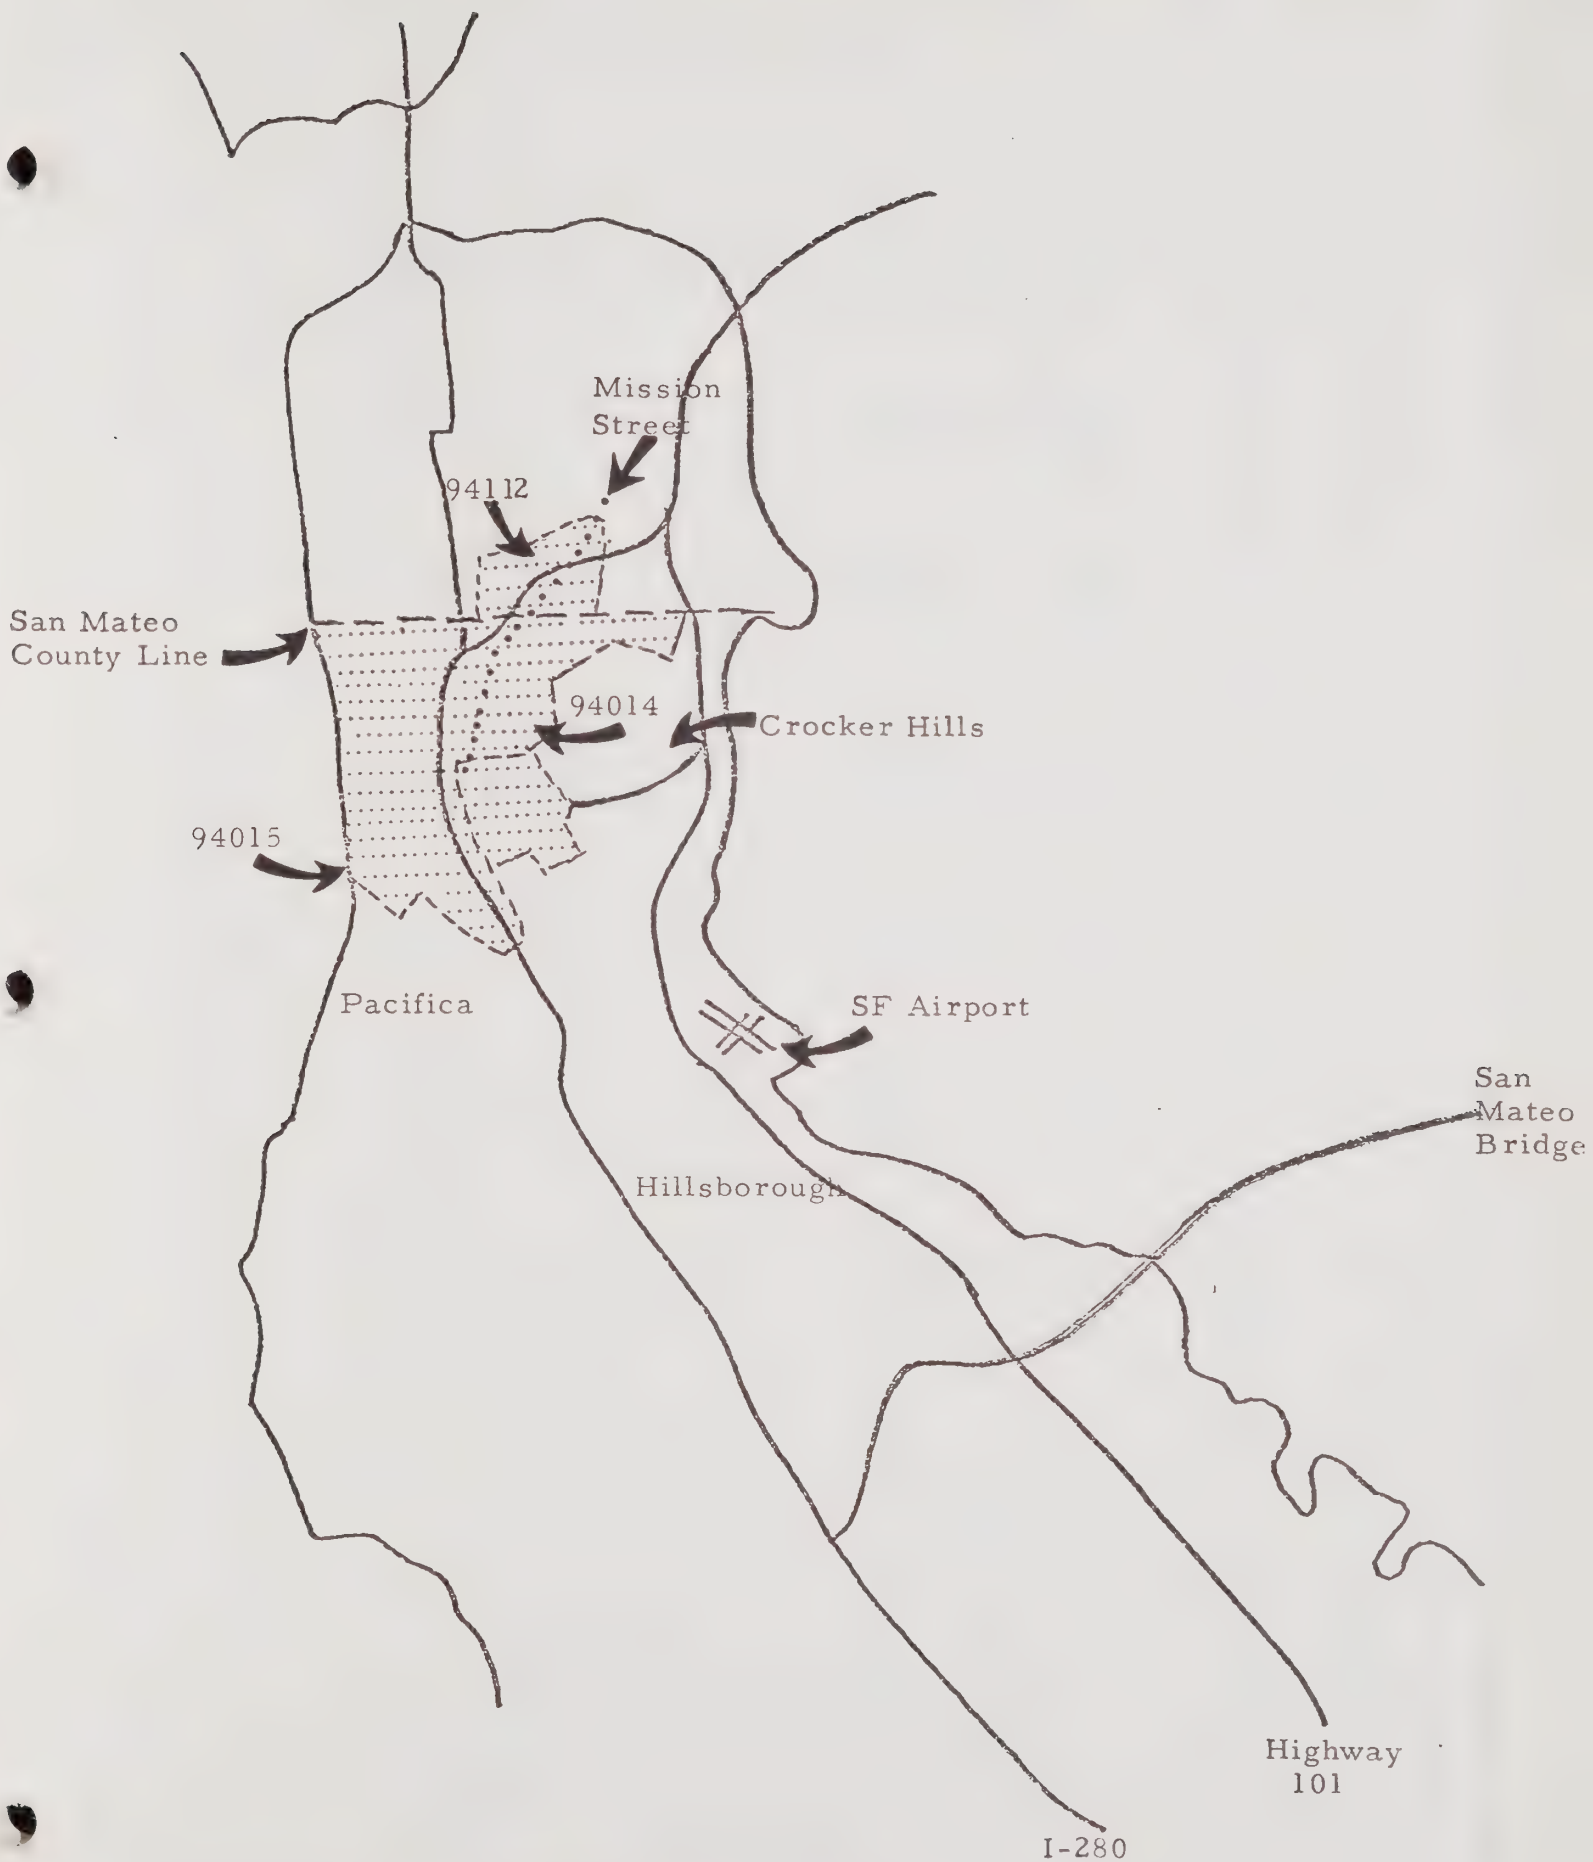 Mission
Street
94112
San Mateo
County Line
94014
Crocker Hills
94015
Pacifica
SF Airport
San
Mateo
Bridge
Hillsborough
Highway
101
I-280